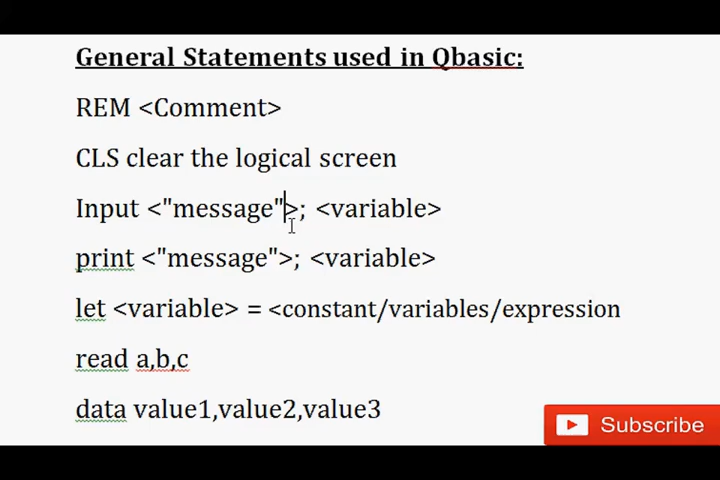 General Statements used in Qbasic:
REM <Comment>
CLS clear the logical screen
Input <"message">; <variable>
print <"message">; <variable>
let <variable> = <constant/variables/expression
read a,b,c
data value1,value2,value3
Subscribe